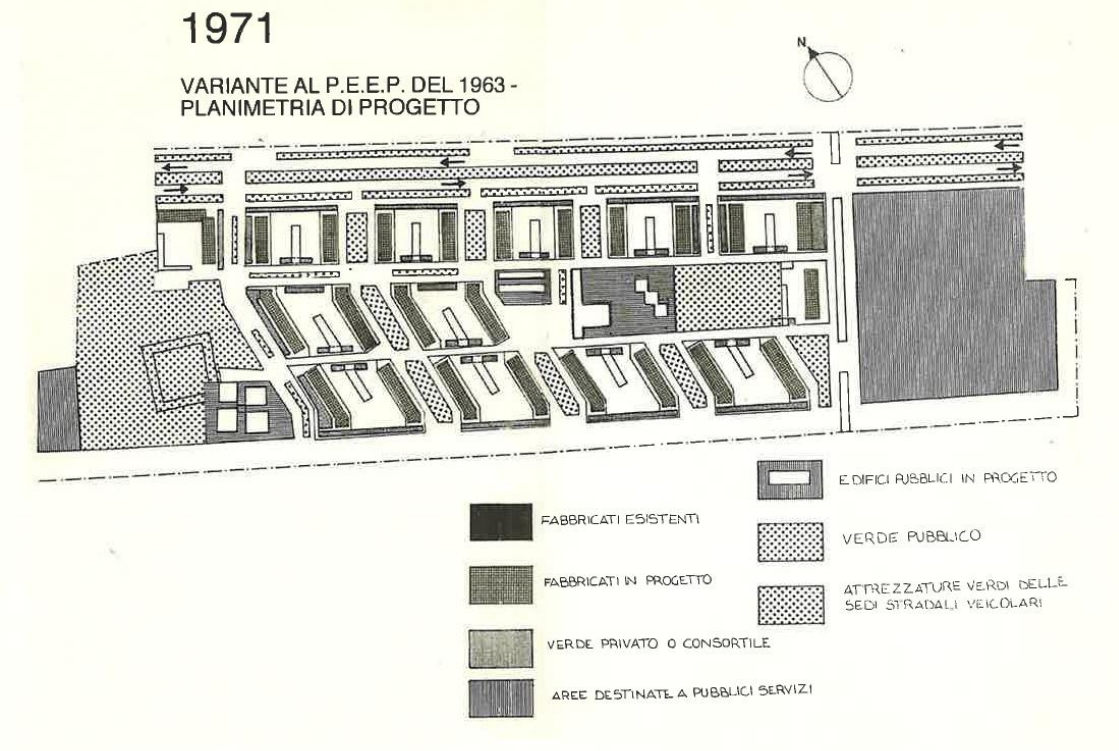 1971
VARIANTE AL P.E.E.P. DEL 1963 -
PLANIMETRIA DI PROGETTO
N
FABBRICATI ESISTENTI
FABBRICATI IN PROGETTO
VERDE PRIVATO O CONSORTILE
AREE DESTINATE A PUBBLICI SERVIZI
EDIFICI PUBBLICI IN PROGETTO
VERDE PUBBLICO
ATTREZZATURE VERDI DELLE
SEDI STRADALI VEICOLARI